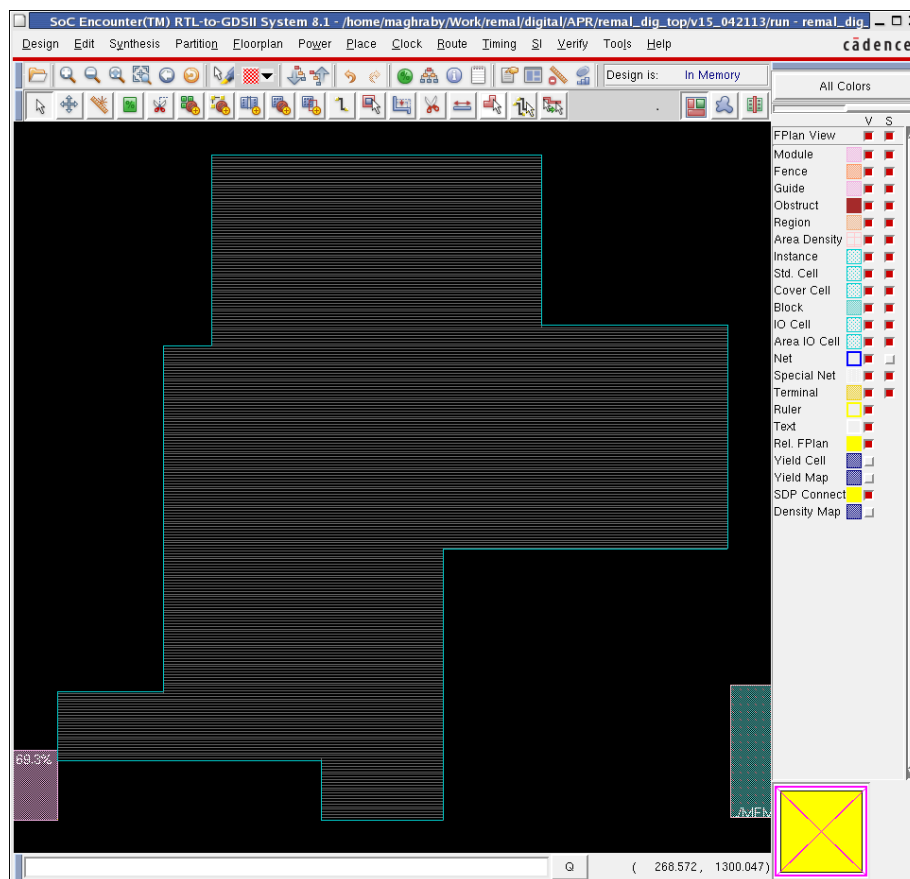 SoC Encounter(TM) RTL-to-GDSII System 8.1 - /home/maghraby/Work/remal/digital/APR/remal_dig_top/v15_042113/run - remal_dig_
Design Edit Synthesis Partition Floorplan Power Place Clock Route Timing SI Verify Tools Help
cādence
Design is: In Memory
All Colors
V S
FPlan View
Module
Fence
Guide
Obstruct
Region
Area Density
Instance
Std. Cell
Cover Cell
Block
IO Cell
Area IO Cell
Net
Special Net
Terminal
Ruler
Text
Rel. FPlan
Yield Cell
Yield Map
SDP Connect
Density Map
69.3%
/MEM
Q ( 268.572, 1300.047)